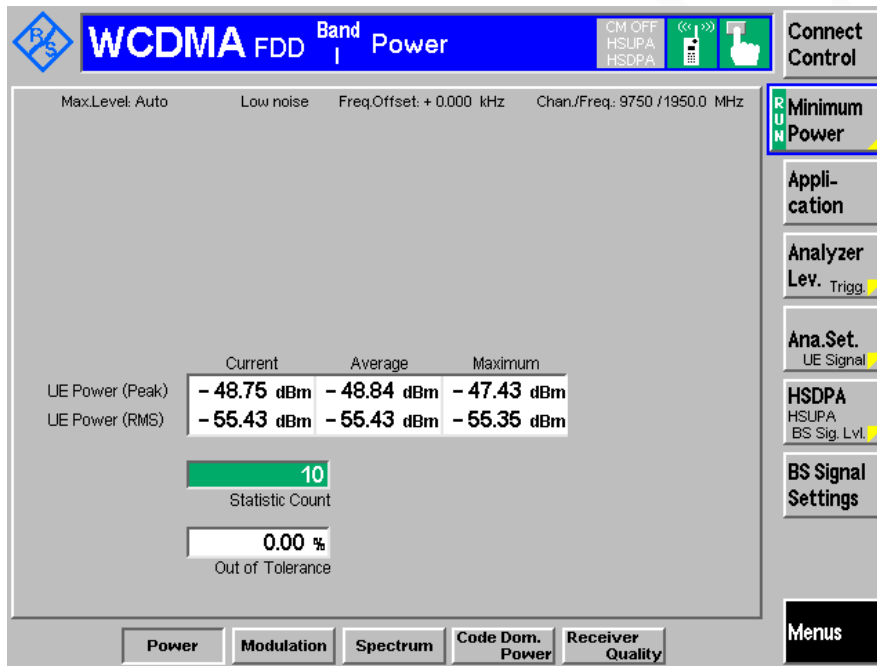 R&S
WCDMA FDD Band I Power
CM OFF
HSUPA
HSDPA
Connect
Control
Max.Level: Auto Low noise Freq.Offset: + 0.000 kHz Chan./Freq.: 9750 / 1950.0 MHz
RUN
Minimum
Power
Appli-
cation
Analyzer
Lev. Trigg.
Ana.Set.
UE Signal
HSDPA
HSUPA
BS Sig. Lvl.
BS Signal
Settings
Current Average Maximum
UE Power (Peak) – 48.75 dBm – 48.84 dBm – 47.43 dBm
UE Power (RMS) – 55.43 dBm – 55.43 dBm – 55.35 dBm
10
Statistic Count
0.00 %
Out of Tolerance
Power Modulation Spectrum Code Dom. Power Receiver Quality
Menus